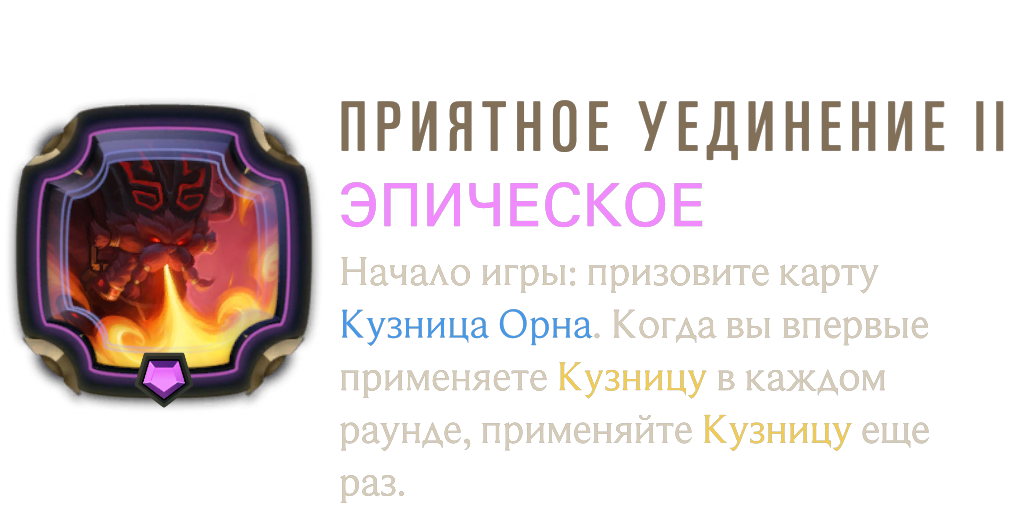 ПРИЯТНОЕ УЕДИНЕНИЕ II
ЭПИЧЕСКОЕ
Начало игры: призовите карту
Кузница Орна. Когда вы впервые
применяете Кузницу в каждом
раунде, применяйте Кузницу еще
раз.